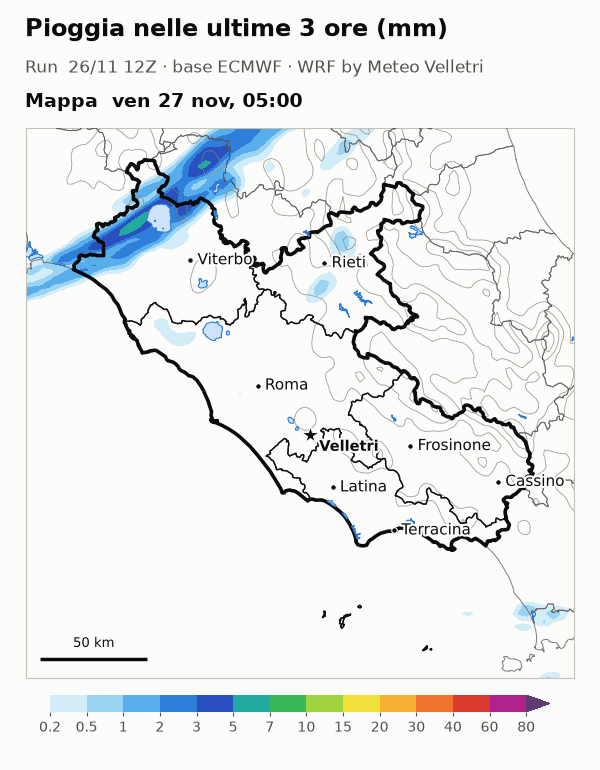 Pioggia nelle ultime 3 ore (mm)
Run  26/11 12Z · base ECMWF · WRF by Meteo Velletri
Mappa  ven 27 nov, 05:00
Viterbo
Rieti
Roma
Velletri
Frosinone
Latina
Cassino
Terracina
50 km
0.2 0.5 1 2 3 5 7 10 15 20 30 40 60 80